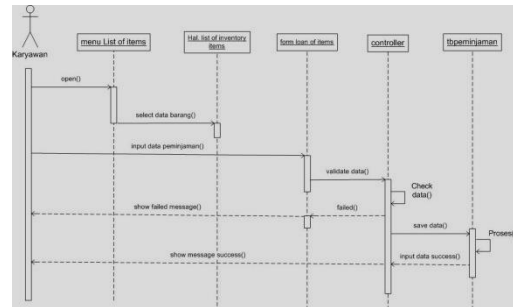 Karyawan
menu List of items
Hal. list of inventory
items
form loan of items
controller
tbpeminjaman
open()
select data barang()
input data peminjaman()
validate data()
Check
data()
show failed message()
failed()
save data()
Proses(
input data success()
show message success()